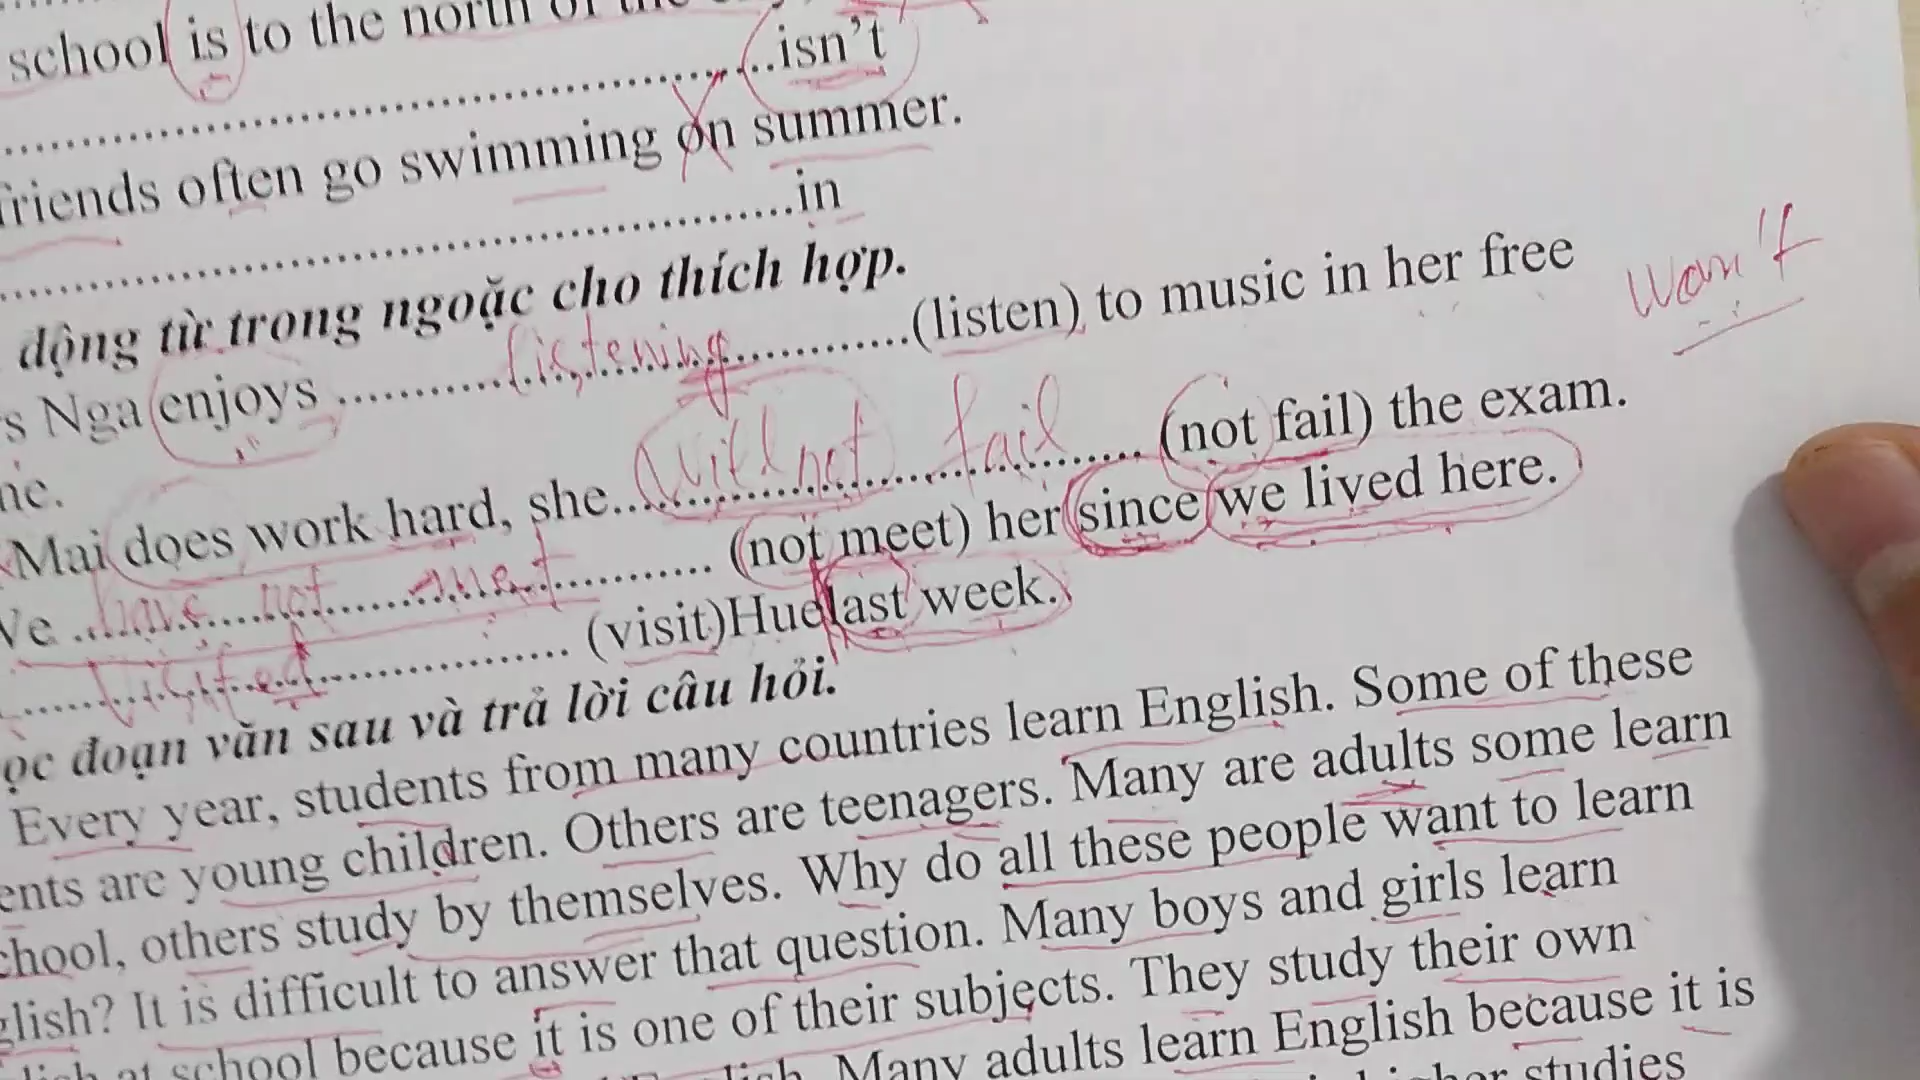 school is to the north of the
isn't
friends often go swimming on summer.
in
động từ trong ngoặc cho thích hợp.
s Nga enjoys listening (listen) to music in her free
won't
Mai does work hard, she will not fail (not fail) the exam.
have not met (not meet) her since we lived here.
visited (visit)Hue last week.
ọc đoạn văn sau và trả lời câu hỏi.
Every year, students from many countries learn English. Some of these
ents are young children. Others are teenagers. Many are adults some learn
chool, others study by themselves. Why do all these people want to learn
glish? It is difficult to answer that question. Many boys and girls learn
at school because it is one of their subjects. They study their own
Many adults learn English because it is
studies